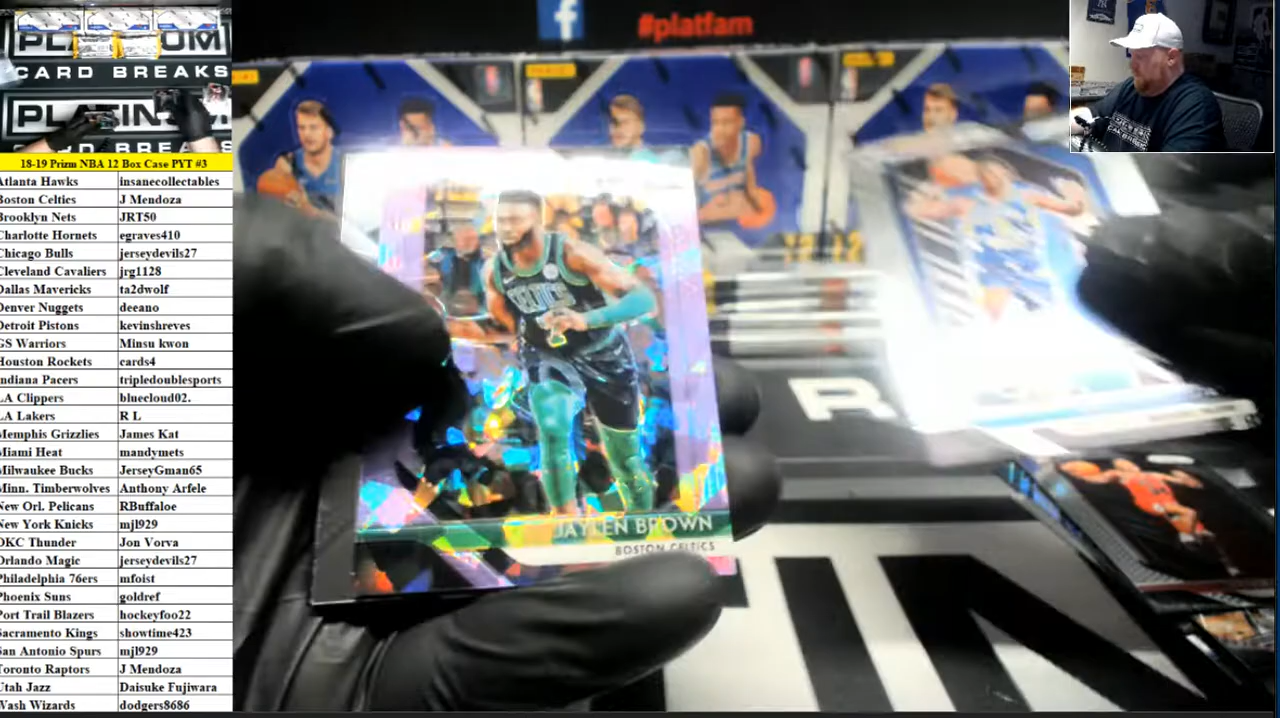 #platfam
PLATINUM
CARD BREAKS
18-19 Prizm NBA 12 Box Case PYT #3
Atlanta Hawks insanecollectables
Boston Celtics J Mendoza
Brooklyn Nets JRT50
Charlotte Hornets egraves410
Chicago Bulls jerseydevils27
Cleveland Cavaliers jrg1128
Dallas Mavericks ta2dwolf
Denver Nuggets deeano
Detroit Pistons kevinshreves
GS Warriors Minsu kwon
Houston Rockets cards4
Indiana Pacers tripledoublesports
LA Clippers bluecloud02.
LA Lakers R L
Memphis Grizzlies James Kat
Miami Heat mandymets
Milwaukee Bucks JerseyGman65
Minn. Timberwolves Anthony Arfele
New Orl. Pelicans RBuffaloe
New York Knicks mjl929
OKC Thunder Jon Vorva
Orlando Magic jerseydevils27
Philadelphia 76ers mfoist
Phoenix Suns goldref
Port Trail Blazers hockeyfoo22
Sacramento Kings showtime423
San Antonio Spurs mjl929
Toronto Raptors J Mendoza
Utah Jazz Daisuke Fujiwara
Wash Wizards dodgers8686
CELTICS
JAYLEN BROWN
BOSTON CELTICS